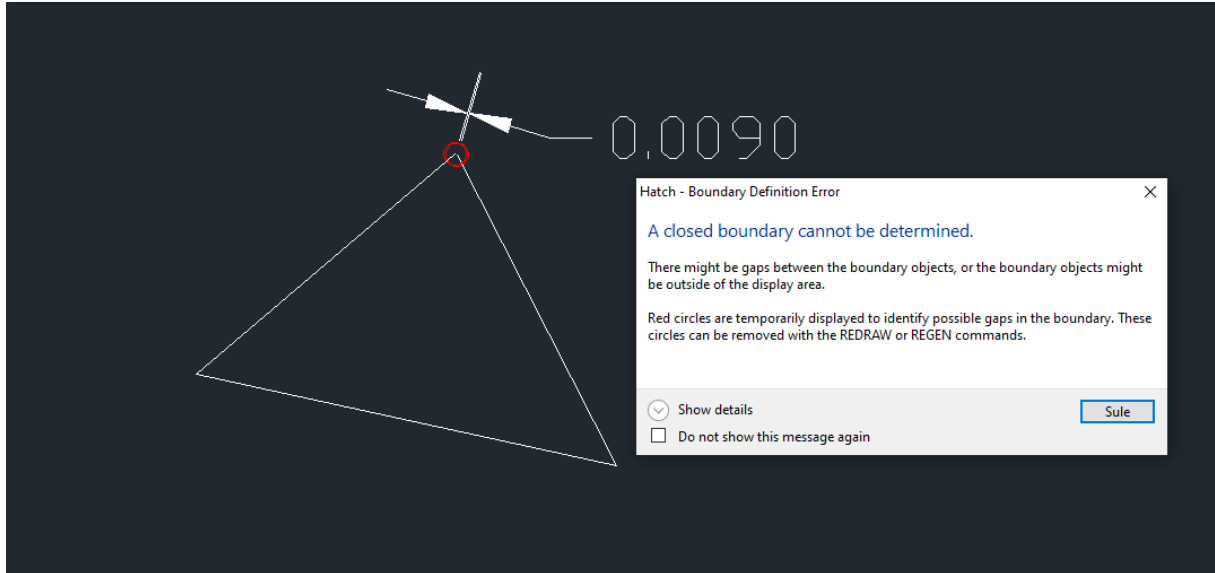 0,0090
Hatch - Boundary Definition Error
A closed boundary cannot be determined.
There might be gaps between the boundary objects, or the boundary objects might
be outside of the display area.
Red circles are temporarily displayed to identify possible gaps in the boundary. These
circles can be removed with the REDRAW or REGEN commands.
Show details
Sule
Do not show this message again